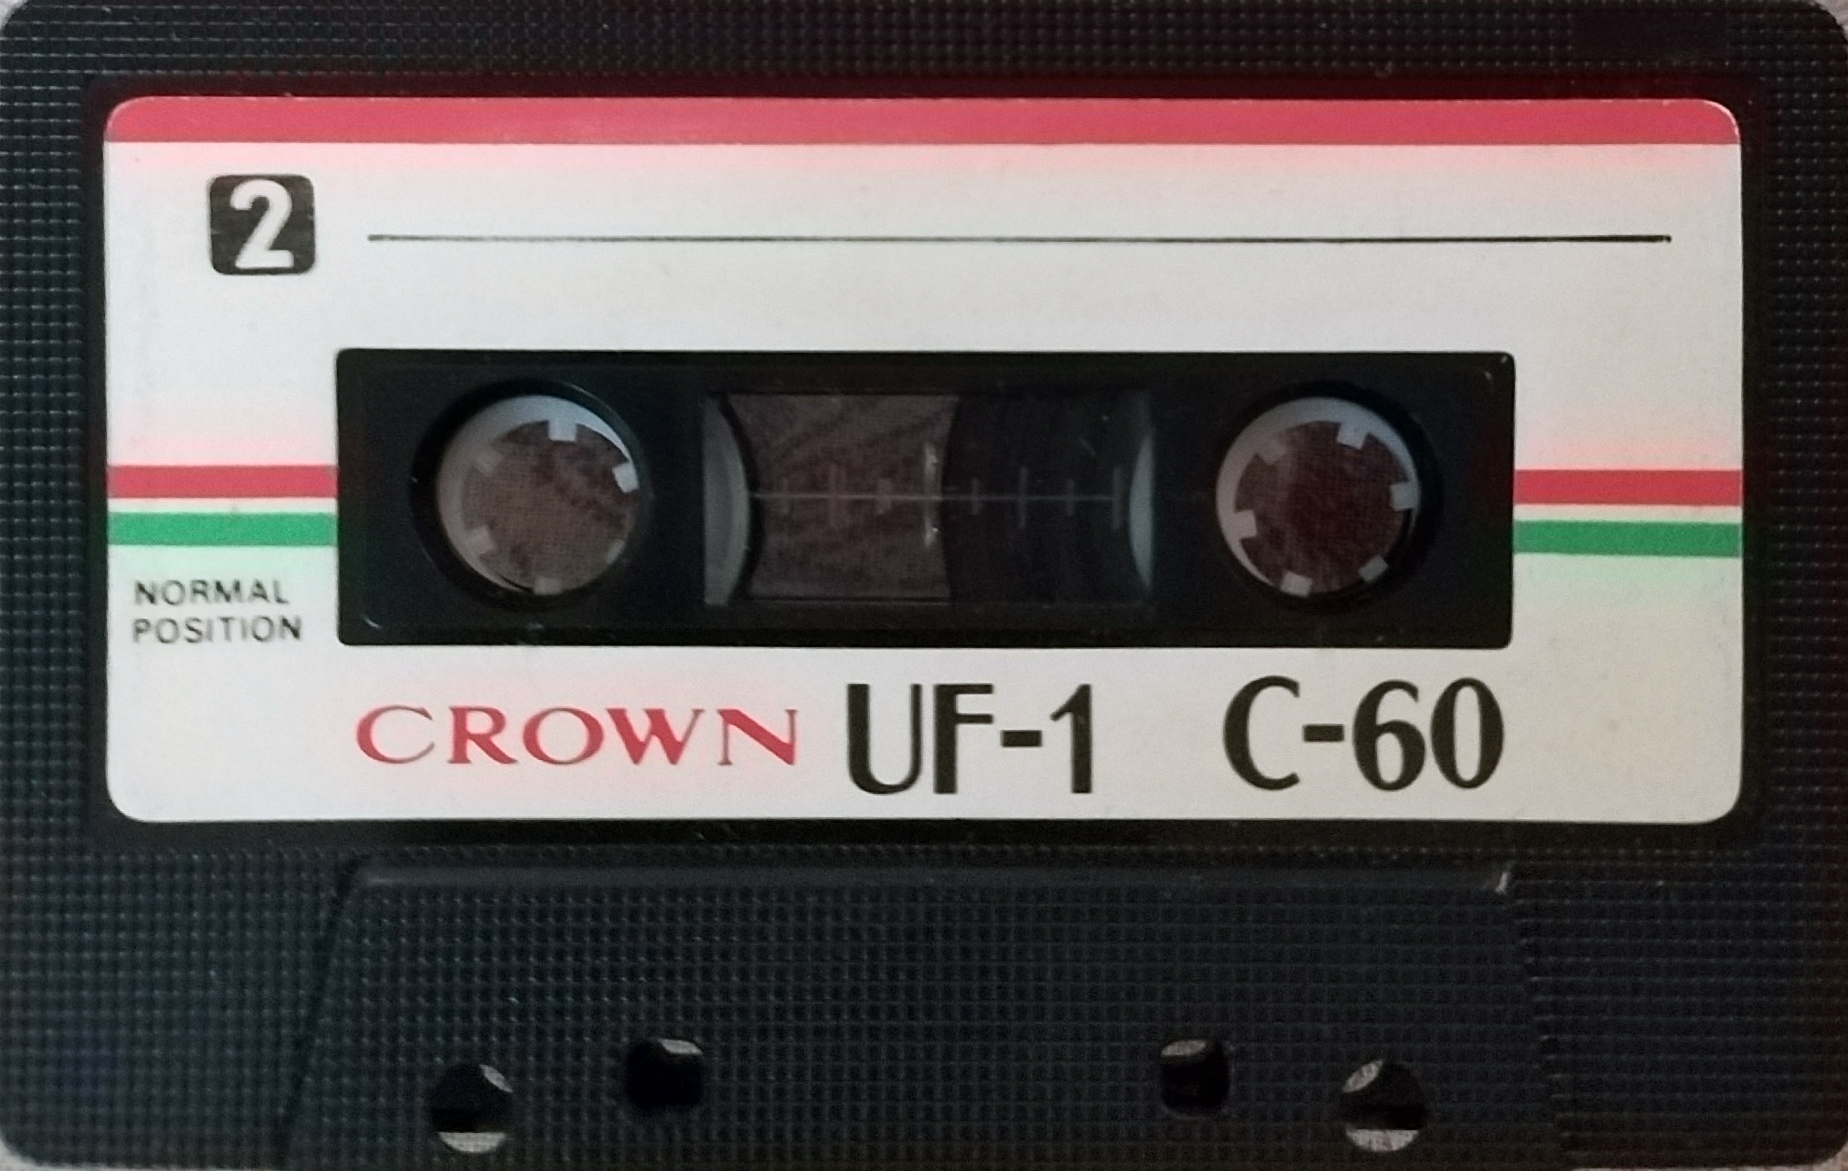 2
NORMAL
POSITION
CROWN UF-1 C-60